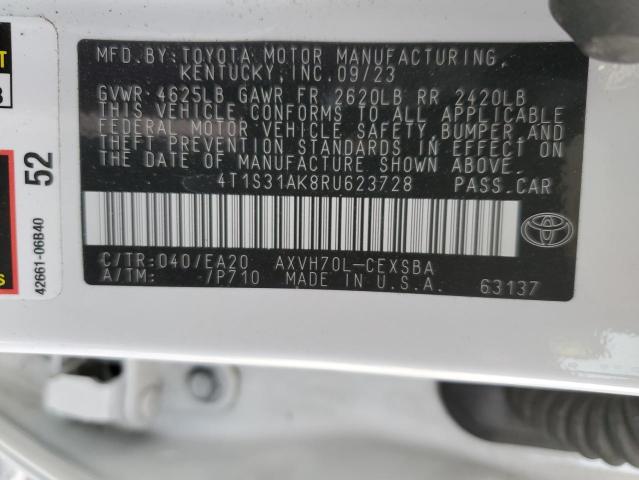 MFD.BY:TOYOTA MOTOR MANUFACTURING,
KENTUCKY,INC.09/23
GVWR 4625LB GAWR FR 2620LB RR 2420LB
THIS VEHICLE CONFORMS TO ALL APPLICABLE
FEDERAL MOTOR VEHICLE SAFETY,BUMPER,AND
THEFT PREVENTION STANDARDS IN EFFECT
ON THE DATE OF MANUFACTURE SHOWN ABOVE.
4T1S31AK8RU623728 PASS.CAR
C/TR:040/EA20 AXVH70L-CEXSBA
A/TM: -/P710 MADE IN U.S.A. 63137
TOYOTA
52
42661-06B40
S